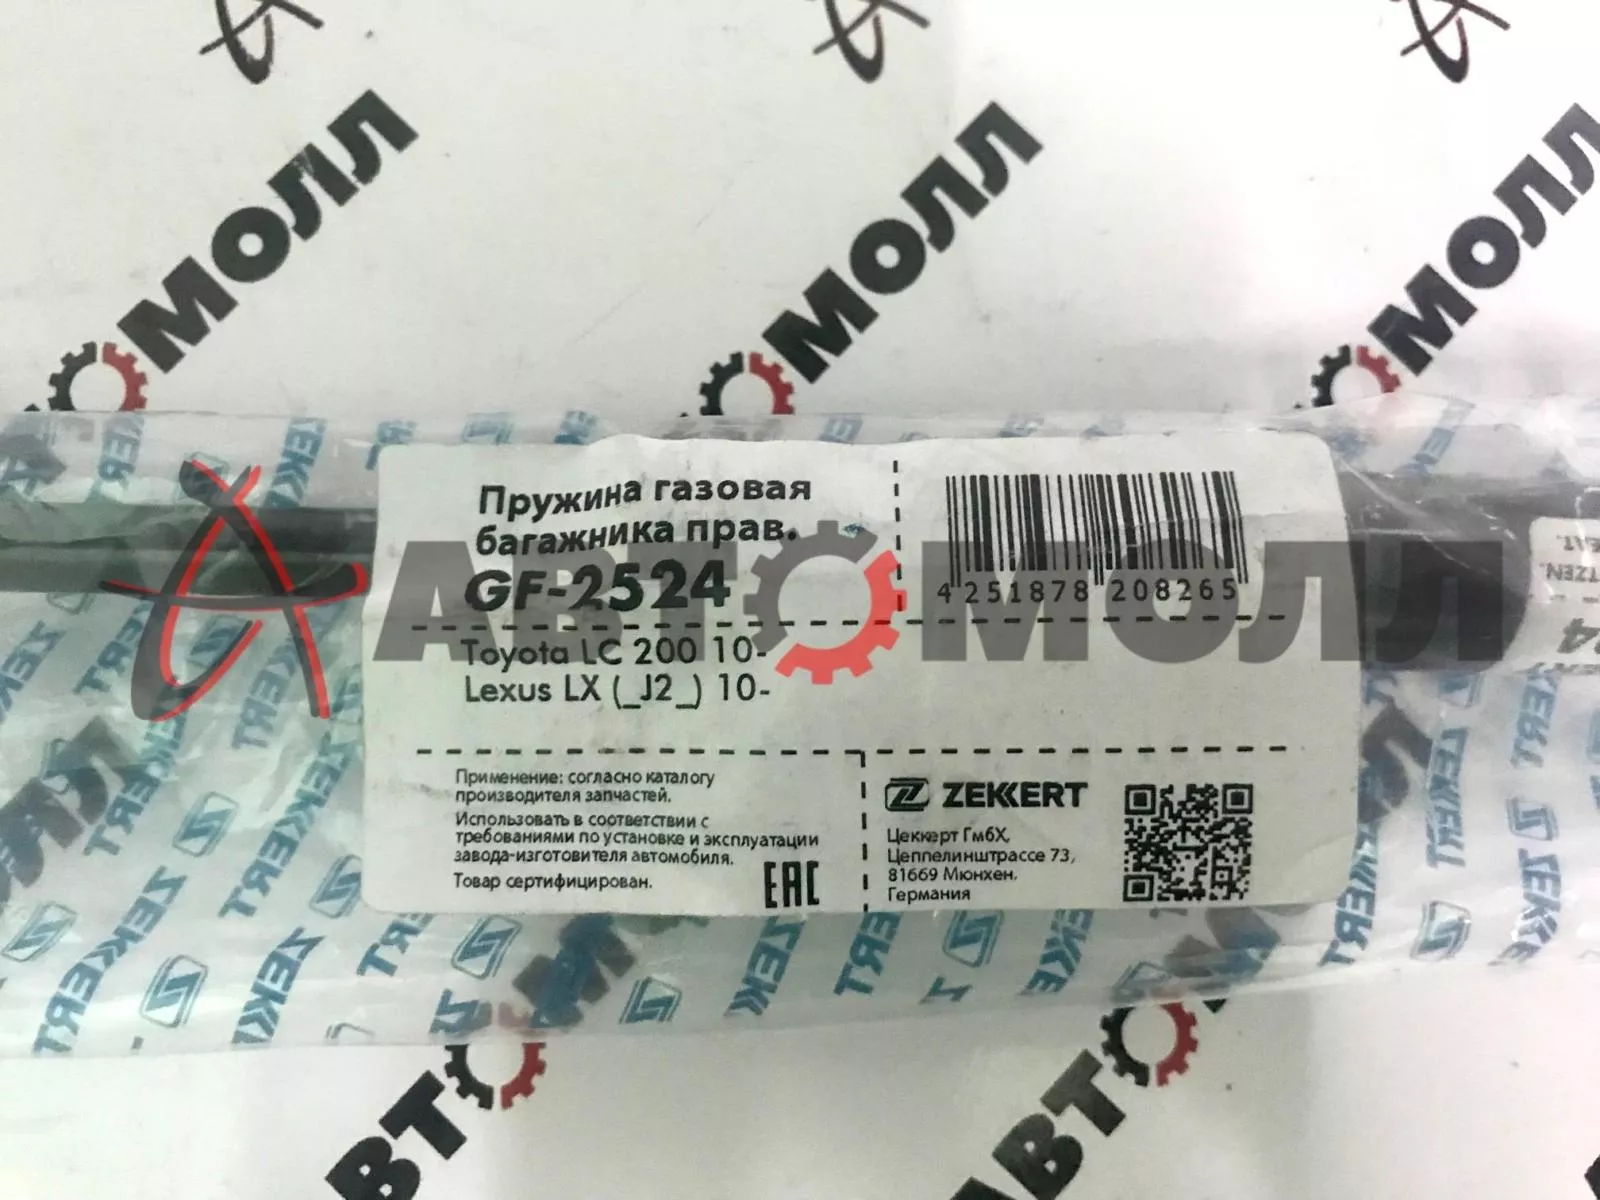 Пружина газовая
багажника прав.
GF-2524
4 251878 208265
Toyota LC 200 10-
Lexus LX (_J2_) 10-
Применение: согласно каталогу
производителя запчастей.
Использовать в соответствии с
требованиями по установке и эксплуатации
завода-изготовителя автомобиля.
Товар сертифицирован.
EAC
ZEKKERT
Цеккерт ГмбХ,
Цеппелинштрассе 73,
81669 Мюнхен,
Германия
АВТОМОЛЛ